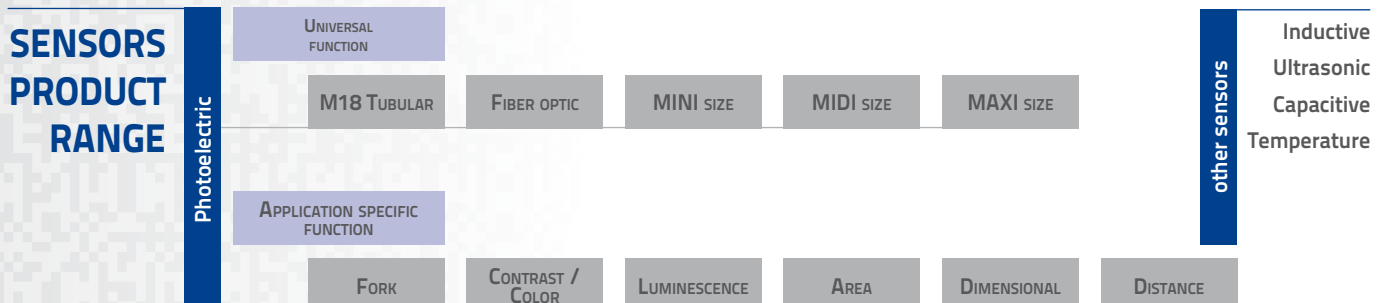 SENSORS
PRODUCT
RANGE
Photoelectric
Universal
function
M18 Tubular
Fiber optic
MINI size
MIDI size
MAXI size
Application specific
function
Fork
Contrast /
Color
Luminescence
Area
Dimensional
Distance
other sensors
Inductive
Ultrasonic
Capacitive
Temperature